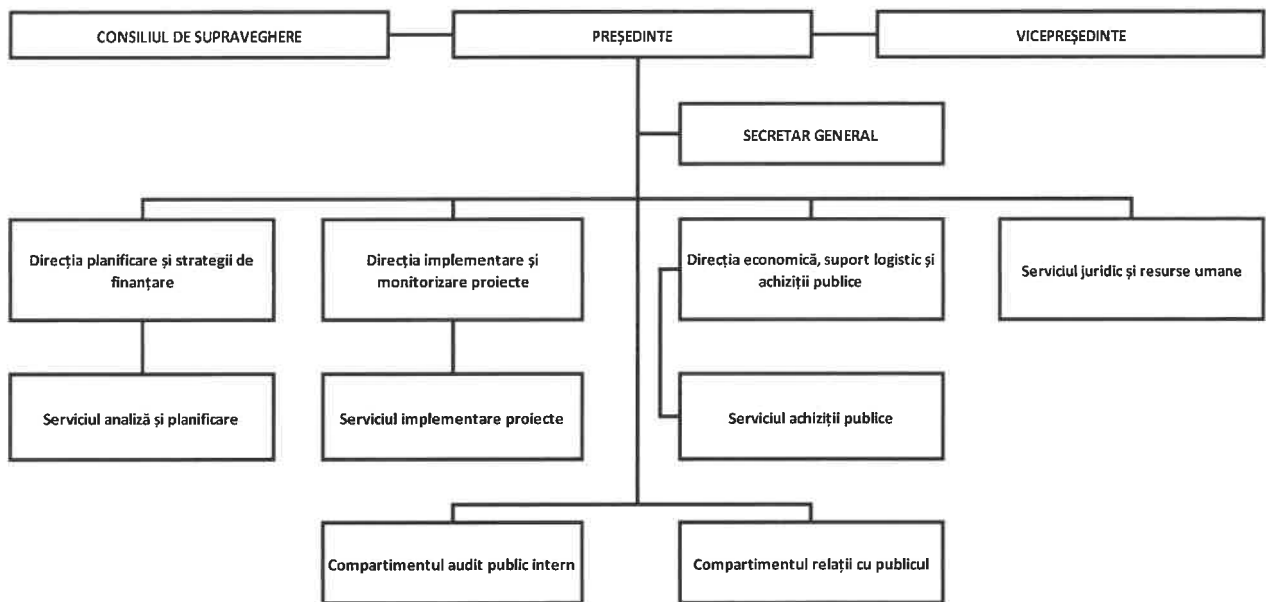 CONSILIUL DE SUPRAVEGHERE
PREȘEDINTE
VICEPREȘEDINTE
SECRETAR GENERAL
Direcția planificare și strategii de
finanțare
Direcția implementare și
monitorizare proiecte
Direcția economică, suport logistic și
achiziții publice
Serviciul juridic și resurse umane
Serviciul analiză și planificare
Serviciul implementare proiecte
Serviciul achiziții publice
Compartimentul audit public intern
Compartimentul relații cu publicul